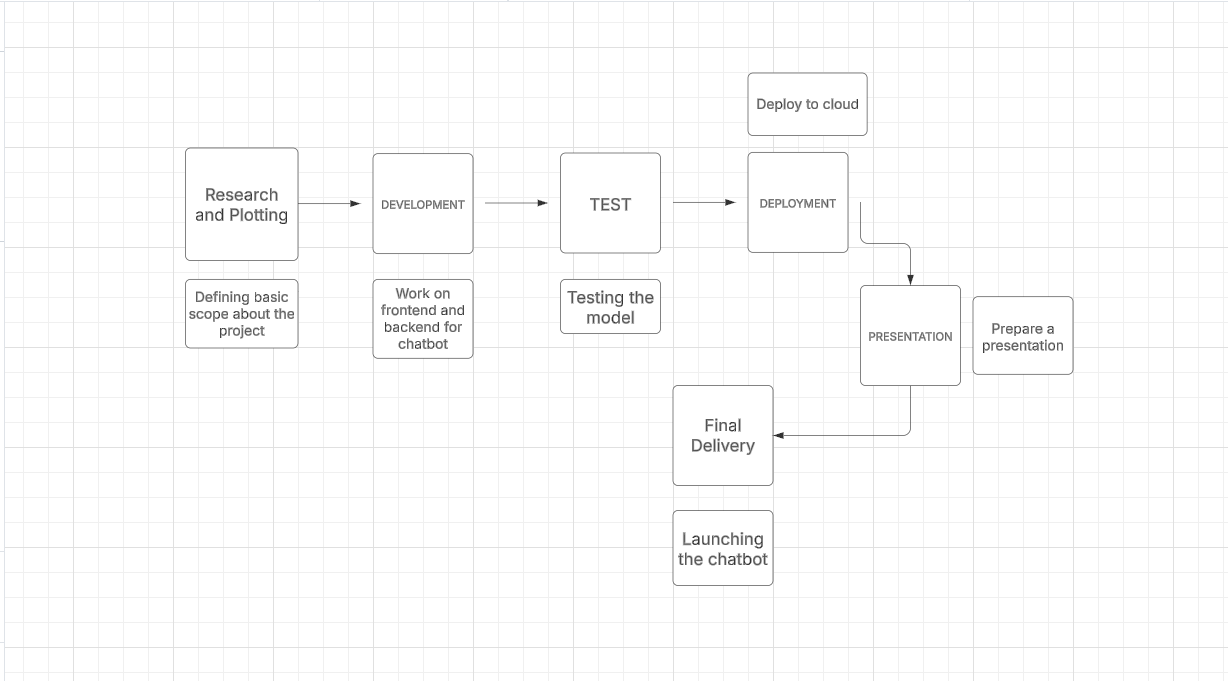 Deploy to cloud
Research
and Plotting
DEVELOPMENT
TEST
DEPLOYMENT
Defining basic
scope about the
project
Work on
frontend and
backend for
chatbot
Testing the
model
PRESENTATION
Prepare a
presentation
Final
Delivery
Launching
the chatbot